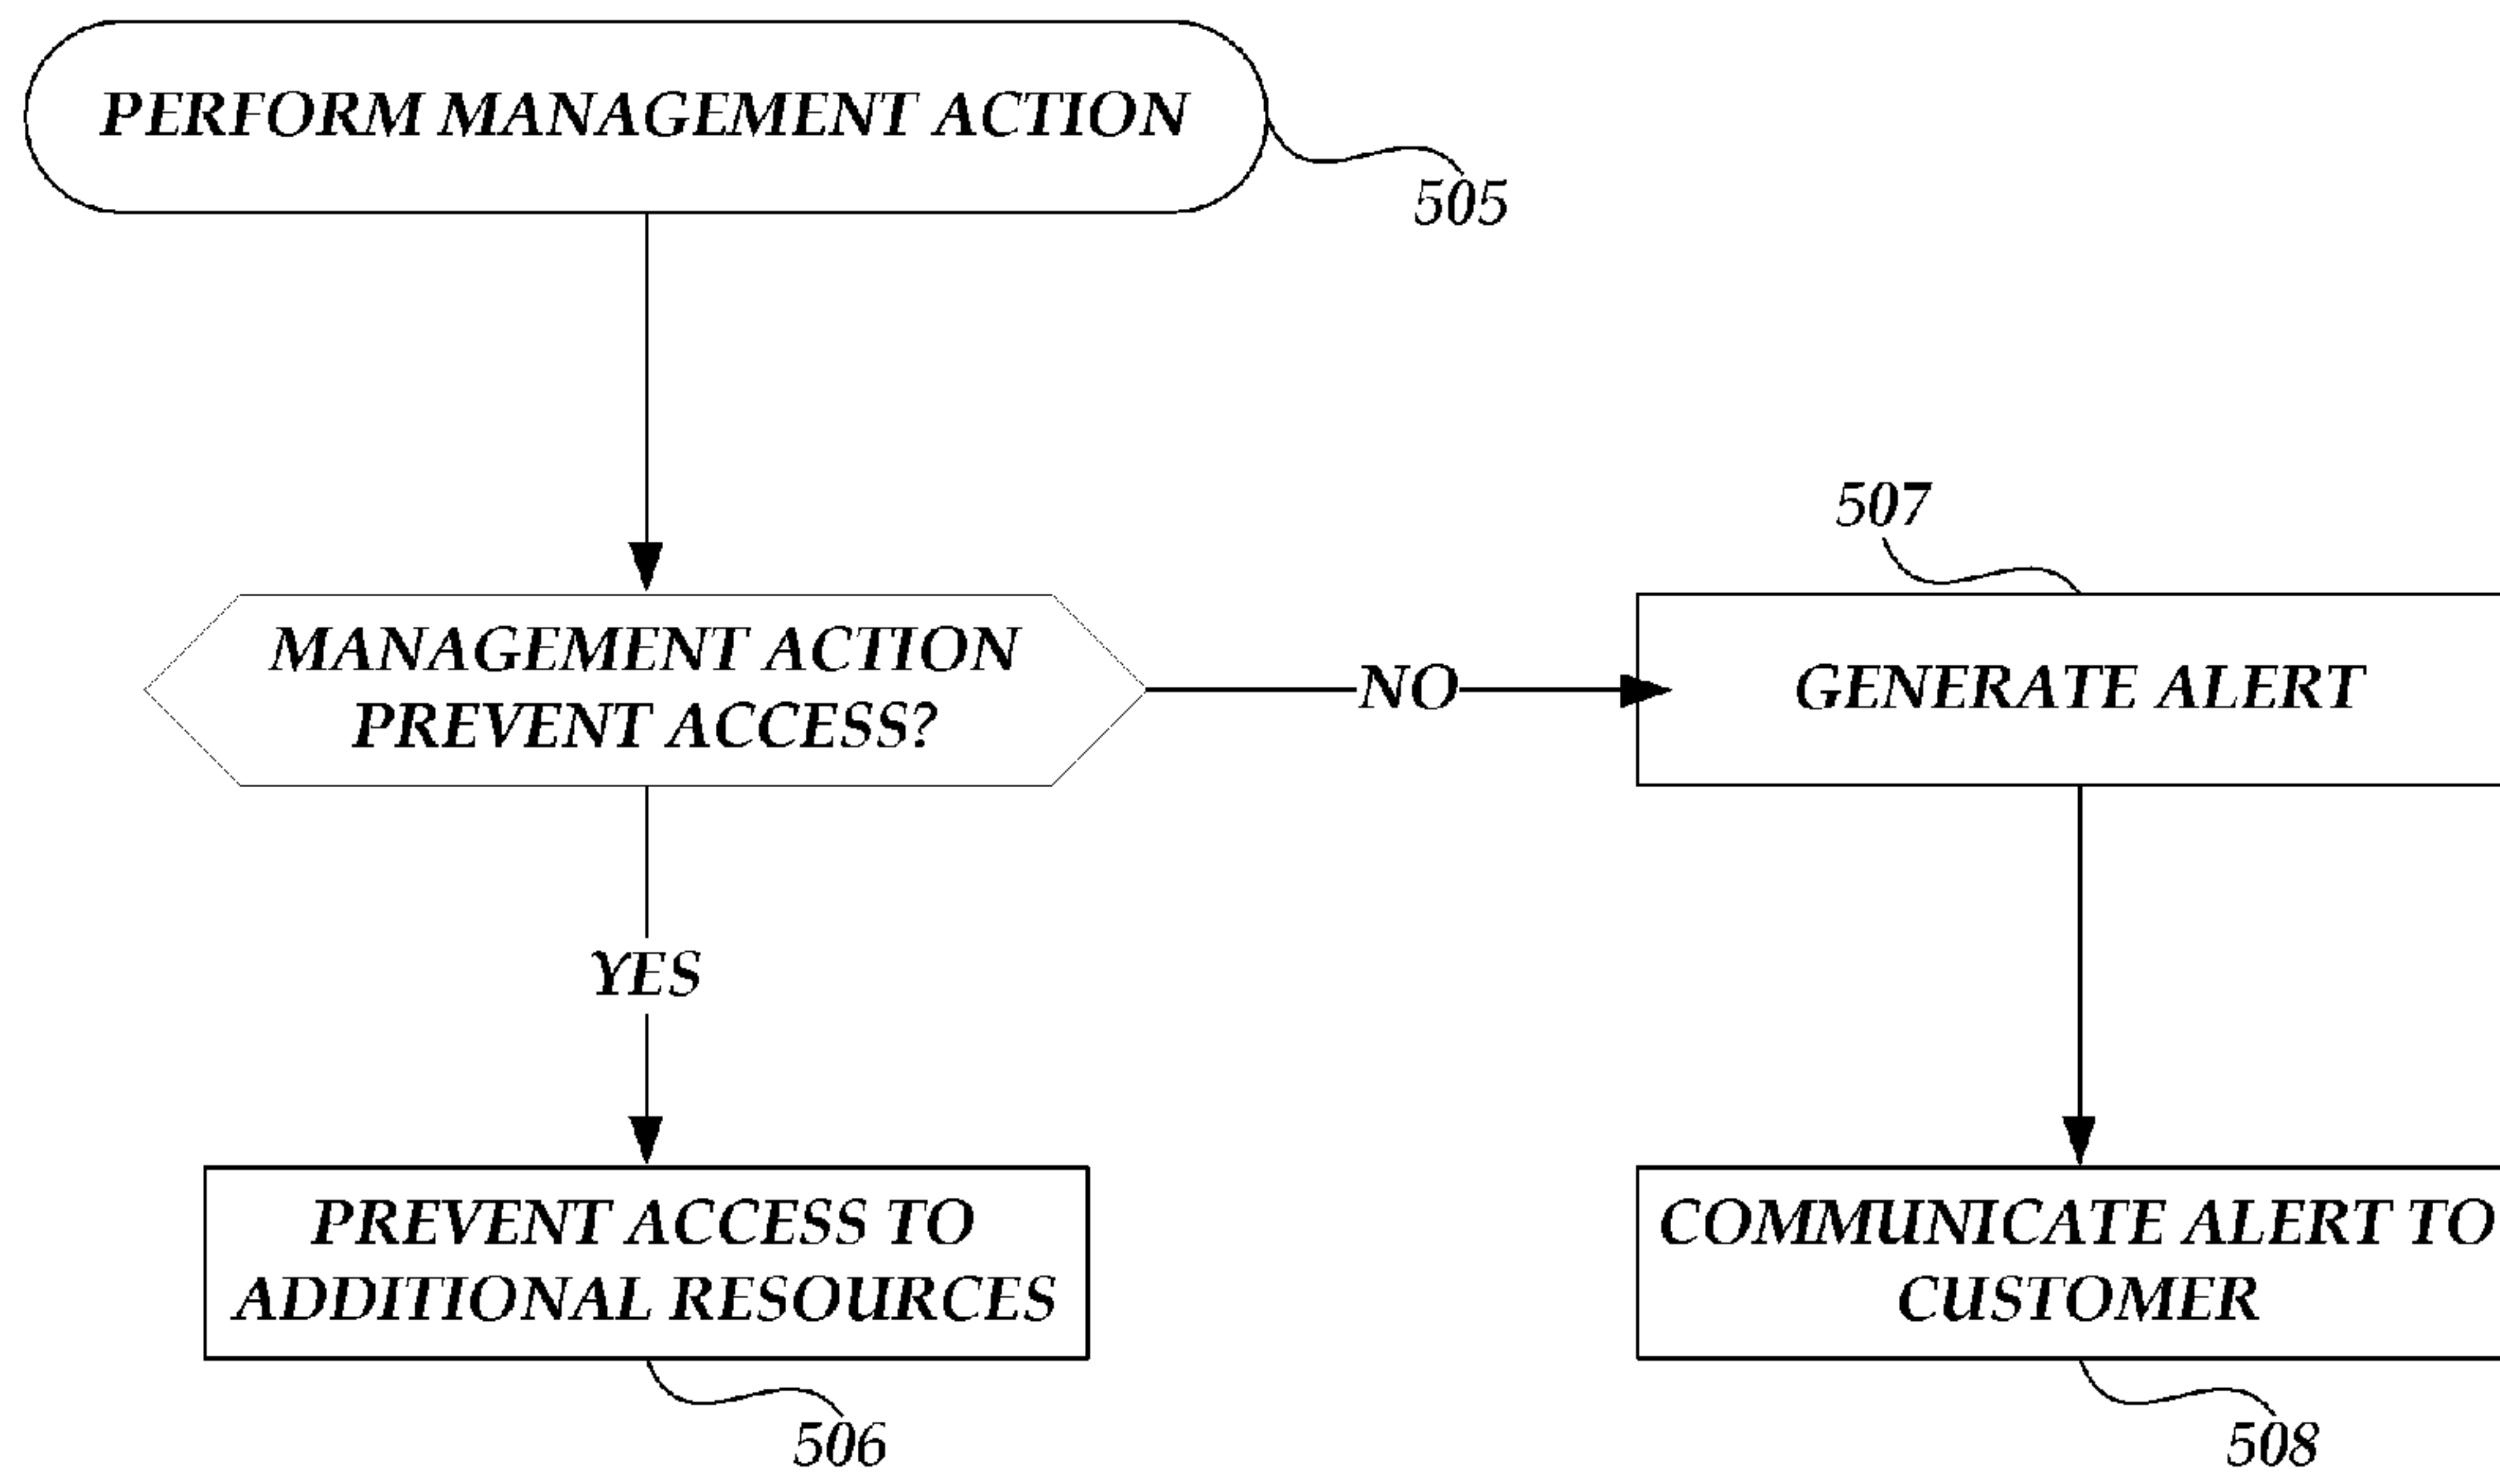 PERFORM MANAGEMENT ACTION
505
507
MANAGEMENT ACTION
PREVENT ACCESS?
NO
GENERATE ALERT
YES
PREVENT ACCESS TO
ADDITIONAL RESOURCES
COMMUNICATE ALERT TO
CUSTOMER
506
508